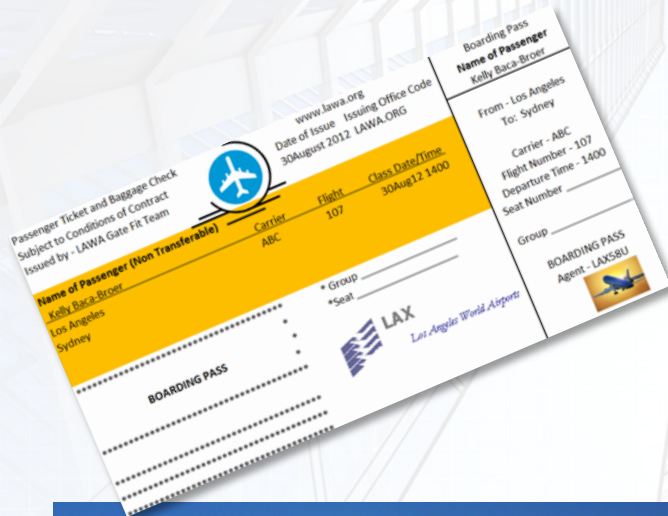 Passenger Ticket and Baggage Check
Subject to Conditions of Contract
Issued by - LAWA Gate Fit Team
www.lawa.org
Date of Issue Issuing Office Code
30August 2012 LAWA.ORG
Name of Passenger (Non Transferable)
Kelly Baca-Broer
Los Angeles
Sydney
Carrier Flight Class Date/Time
ABC 107 30Aug12 1400
BOARDING PASS
* Group
*Seat
LAX
Los Angeles World Airports
Boarding Pass
Name of Passenger
Kelly Baca-Broer
From - Los Angeles
To: Sydney
Carrier - ABC
Flight Number - 107
Departure Time - 1400
Seat Number
Group
BOARDING PASS
Agent - LAX58U